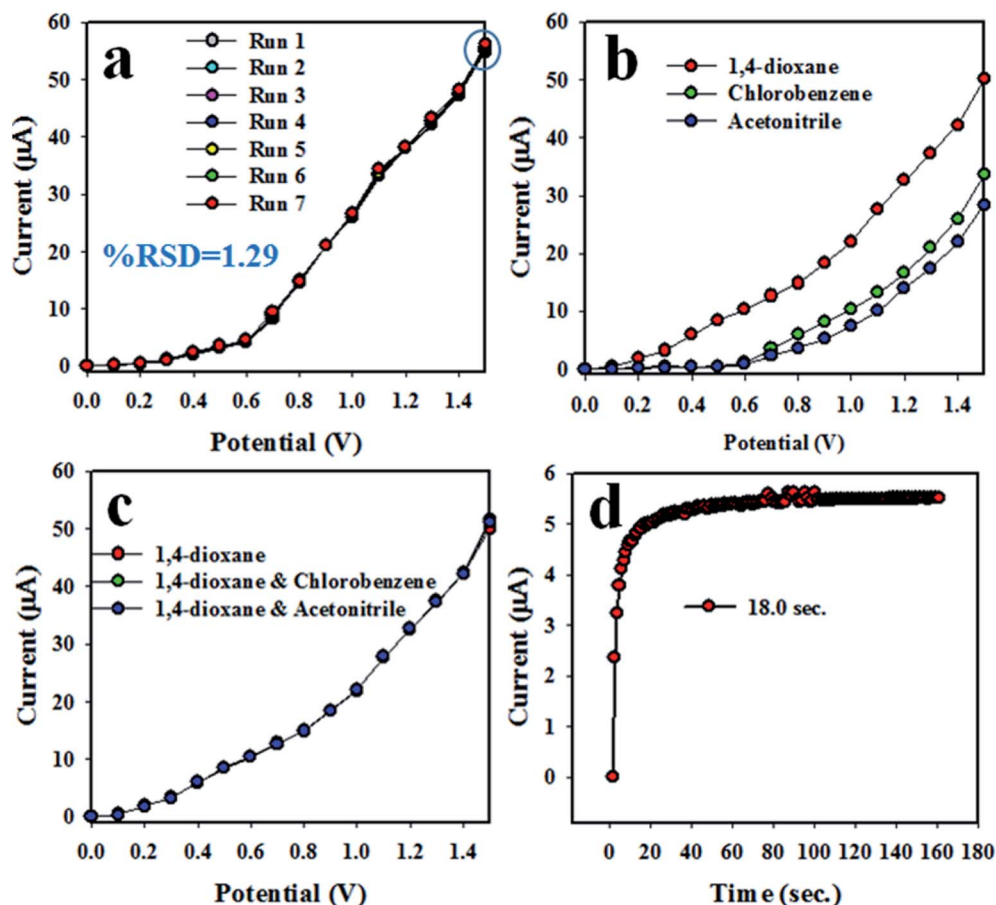 a
60
50
40
30
20
10
0
Current (µA)
Run 1
Run 2
Run 3
Run 4
Run 5
Run 6
Run 7
%RSD=1.29
0.0 0.2 0.4 0.6 0.8 1.0 1.2 1.4
Potential (V)
b
60
50
40
30
20
10
0
Current (µA)
1,4-dioxane
Chlorobenzene
Acetonitrile
0.0 0.2 0.4 0.6 0.8 1.0 1.2 1.4
Potential (V)
c
60
50
40
30
20
10
0
Current (µA)
1,4-dioxane
1,4-dioxane & Chlorobenzene
1,4-dioxane & Acetonitrile
0.0 0.2 0.4 0.6 0.8 1.0 1.2 1.4
Potential (V)
d
6
5
4
3
2
1
0
Current (µA)
18.0 sec.
0 20 40 60 80 100 120 140 160 180
Time (sec.)